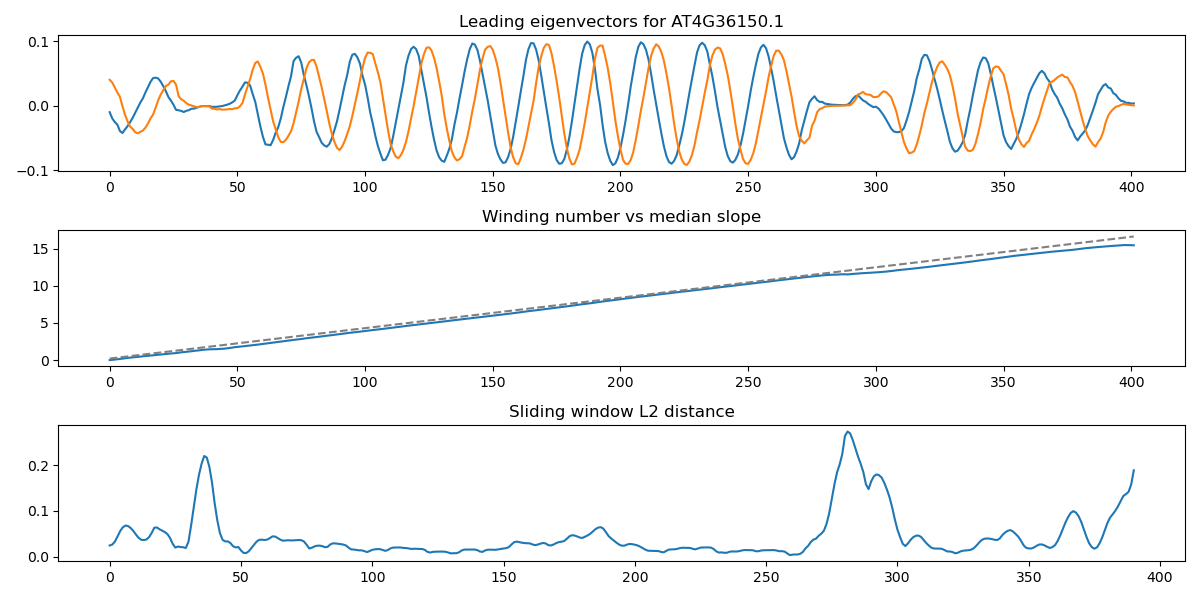 Leading eigenvectors for AT4G36150.1
0.1
0.0
−0.1
0 50 100 150 200 250 300 350 400
Winding number vs median slope
15
10
5
0
0 50 100 150 200 250 300 350 400
Sliding window L2 distance
0.2
0.1
0.0
0 50 100 150 200 250 300 350 400